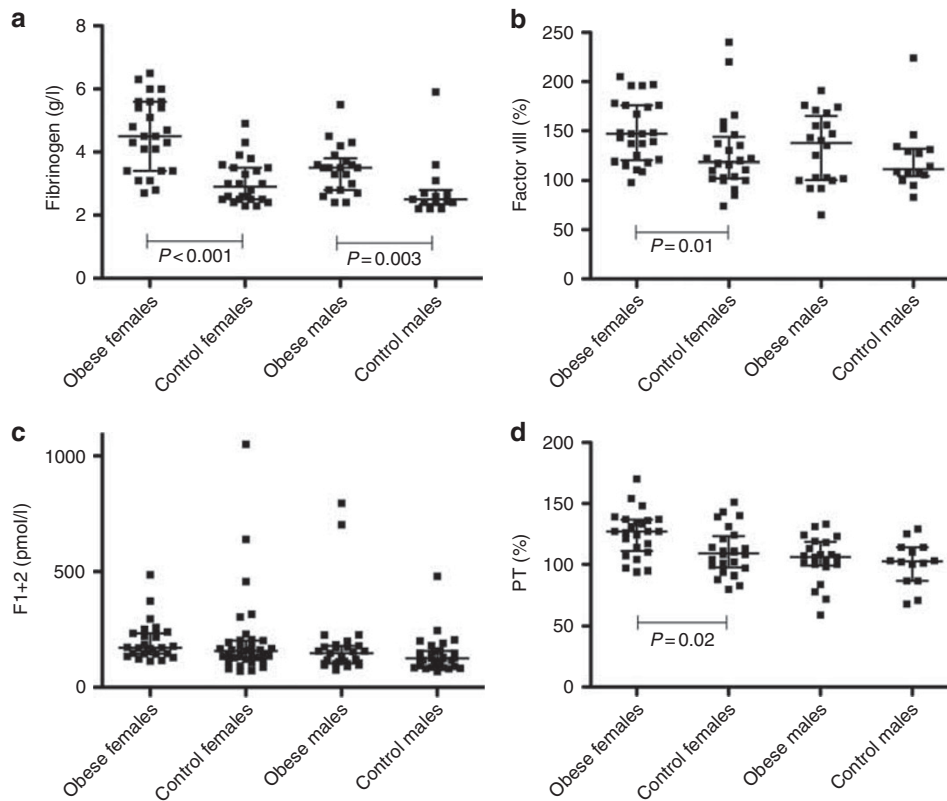 a
Fibrinogen (g/l)
8
6
4
2
0
P<0.001
P=0.003
Obese females
Control females
Obese males
Control males
b
Factor vIII (%)
250
200
150
100
50
0
P=0.01
Obese females
Control females
Obese males
Control males
c
F1+2 (pmol/l)
1000
500
0
Obese females
Control females
Obese males
Control males
d
PT (%)
200
150
100
50
0
P=0.02
Obese females
Control females
Obese males
Control males